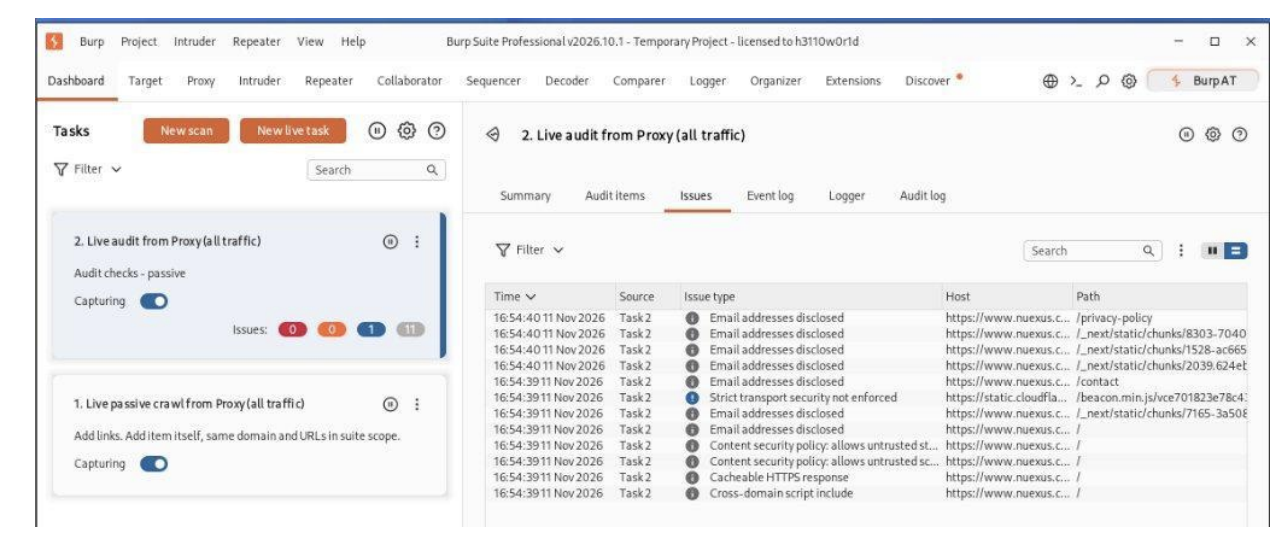 Burp Project Intruder Repeater View Help Burp Suite Professional v2026.10.1 - Temporary Project - licensed to h3110w0r1d
Dashboard Target Proxy Intruder Repeater Collaborator Sequencer Decoder Comparer Logger Organizer Extensions Discover Burp AT
Tasks New scan New live task
Filter Search
2. Live audit from Proxy (all traffic)
Audit checks - passive
Capturing
Issues: 0 0 1 11
1. Live passive crawl from Proxy (all traffic)
Add links. Add item itself, same domain and URLs in suite scope.
Capturing
2. Live audit from Proxy (all traffic)
Summary Audit items Issues Event log Logger Audit log
Filter Search
Time Source Issue type Host Path
16:54:40 11 Nov 2026 Task 2 Email addresses disclosed https://www.nuexus.c... /privacy-policy
16:54:40 11 Nov 2026 Task 2 Email addresses disclosed https://www.nuexus.c... /_next/static/chunks/8303-7040
16:54:40 11 Nov 2026 Task 2 Email addresses disclosed https://www.nuexus.c... /_next/static/chunks/1528-ac665
16:54:40 11 Nov 2026 Task 2 Email addresses disclosed https://www.nuexus.c... /_next/static/chunks/2039.624eb
16:54:39 11 Nov 2026 Task 2 Email addresses disclosed https://www.nuexus.c... /contact
16:54:39 11 Nov 2026 Task 2 Strict transport security not enforced https://static.cloudfla... /beacon.min.js/vce701823e78c4
16:54:39 11 Nov 2026 Task 2 Email addresses disclosed https://www.nuexus.c... /_next/static/chunks/7165-3a508
16:54:39 11 Nov 2026 Task 2 Email addresses disclosed https://www.nuexus.c... /
16:54:39 11 Nov 2026 Task 2 Content security policy: allows untrusted st... https://www.nuexus.c... /
16:54:39 11 Nov 2026 Task 2 Content security policy: allows untrusted sc... https://www.nuexus.c... /
16:54:39 11 Nov 2026 Task 2 Cacheable HTTPS response https://www.nuexus.c... /
16:54:39 11 Nov 2026 Task 2 Cross-domain script include https://www.nuexus.c... /